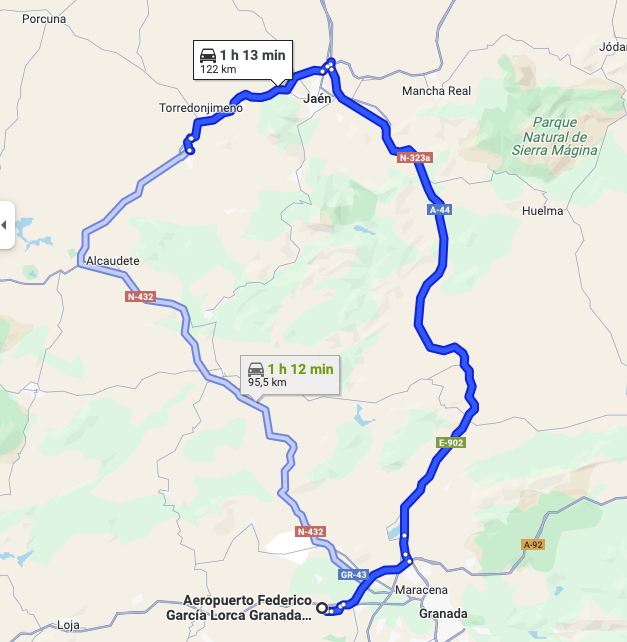 Porcuna
1 h 13 min
122 km
Jóda
Mancha Real
Jaén
Torredonjimeno
Parque
Natural de
Sierra Mágina
N-323a
A-44
Huelma
Alcaudete
N-432
1 h 12 min
95,5 km
E-902
N-432
A-92
GR-43
Maracena
Aeropuerto Federico
García Lorca Granada...
Granada
Loja